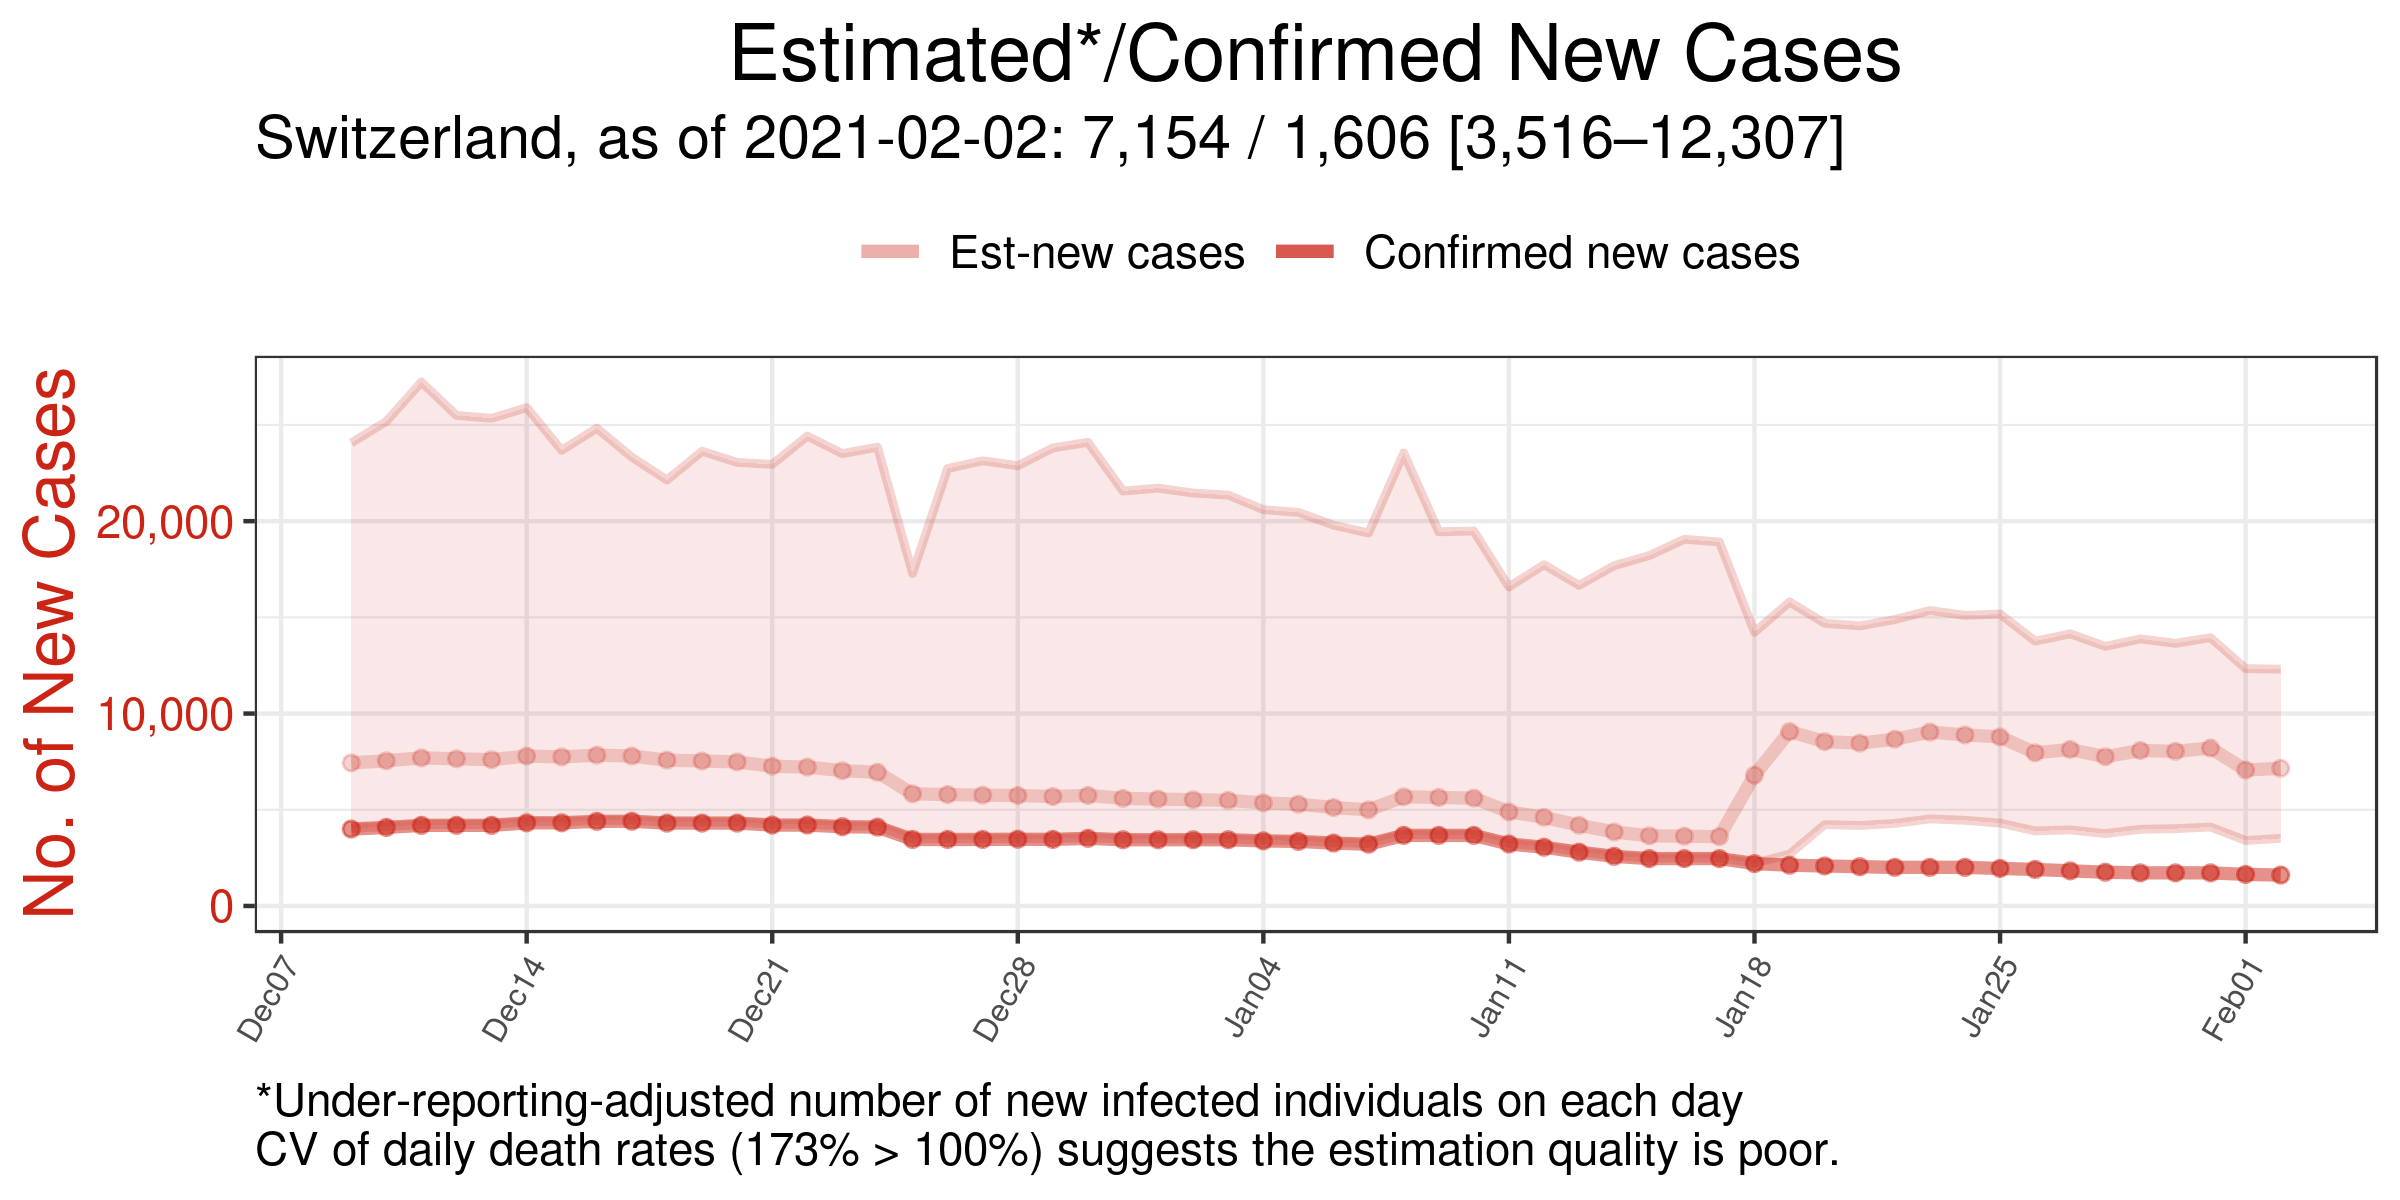 Estimated*/Confirmed New Cases
Switzerland, as of 2021-02-02: 7,154 / 1,606 [3,516–12,307]
Est-new cases Confirmed new cases
No. of New Cases
20,000
10,000
0
Dec07 Dec14 Dec21 Dec28 Jan04 Jan11 Jan18 Jan25 Feb01
*Under-reporting-adjusted number of new infected individuals on each day
CV of daily death rates (173% > 100%) suggests the estimation quality is poor.